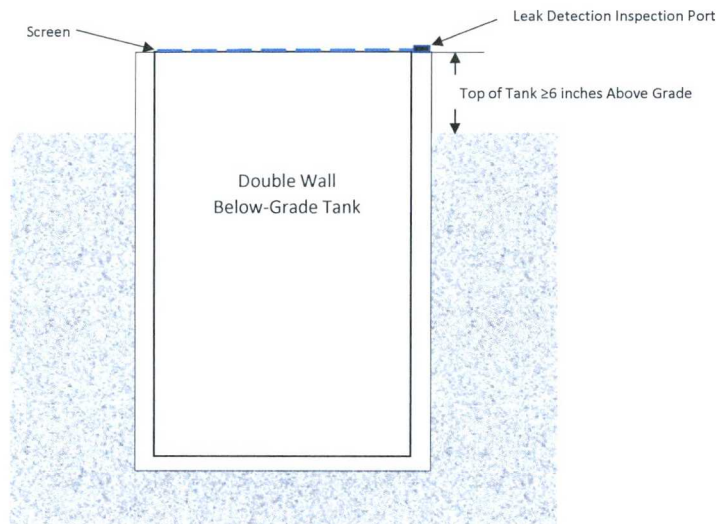 Leak Detection Inspection Port
Screen
Top of Tank ≥6 inches Above Grade
Double Wall
Below-Grade Tank